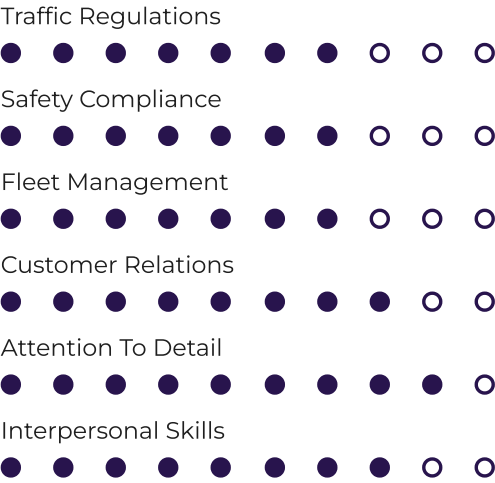 Traffic Regulations
Safety Compliance
Fleet Management
Customer Relations
Attention To Detail
Interpersonal Skills